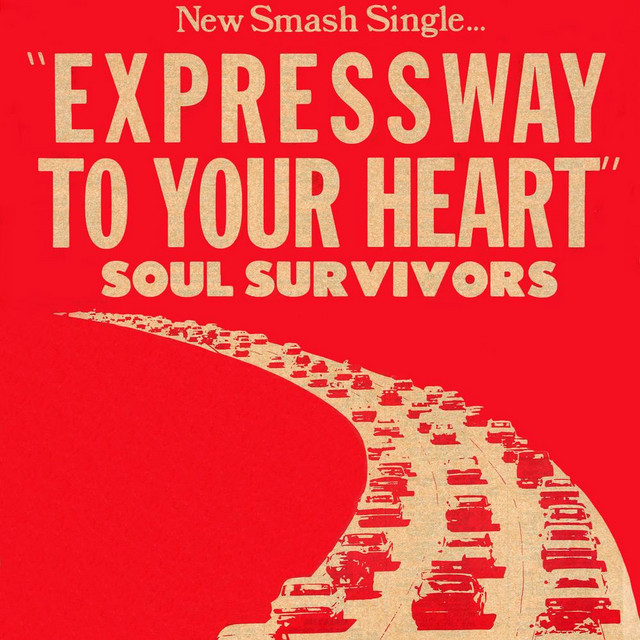 New Smash Single...
"EXPRESSWAY
TO YOUR HEART"
SOUL SURVIVORS